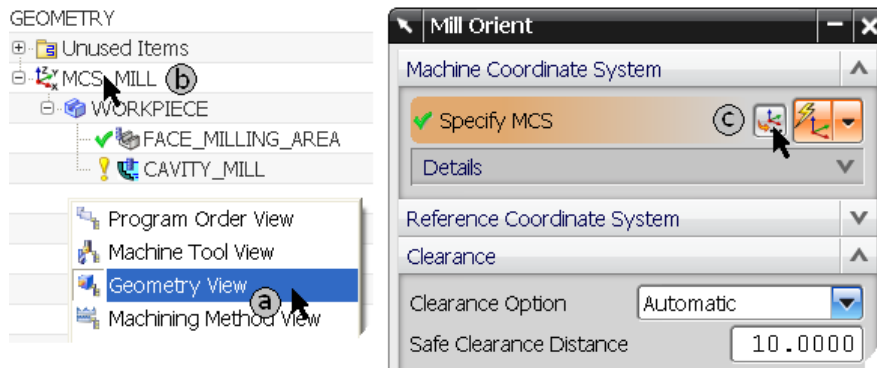 GEOMETRY
Unused Items
MCS_MILL b
WORKPIECE
FACE_MILLING_AREA
CAVITY_MILL
Program Order View
Machine Tool View
Geometry View
a
Machining Method View
Mill Orient
Machine Coordinate System
Specify MCS c
Details
Reference Coordinate System
Clearance
Clearance Option Automatic
Safe Clearance Distance 10.0000